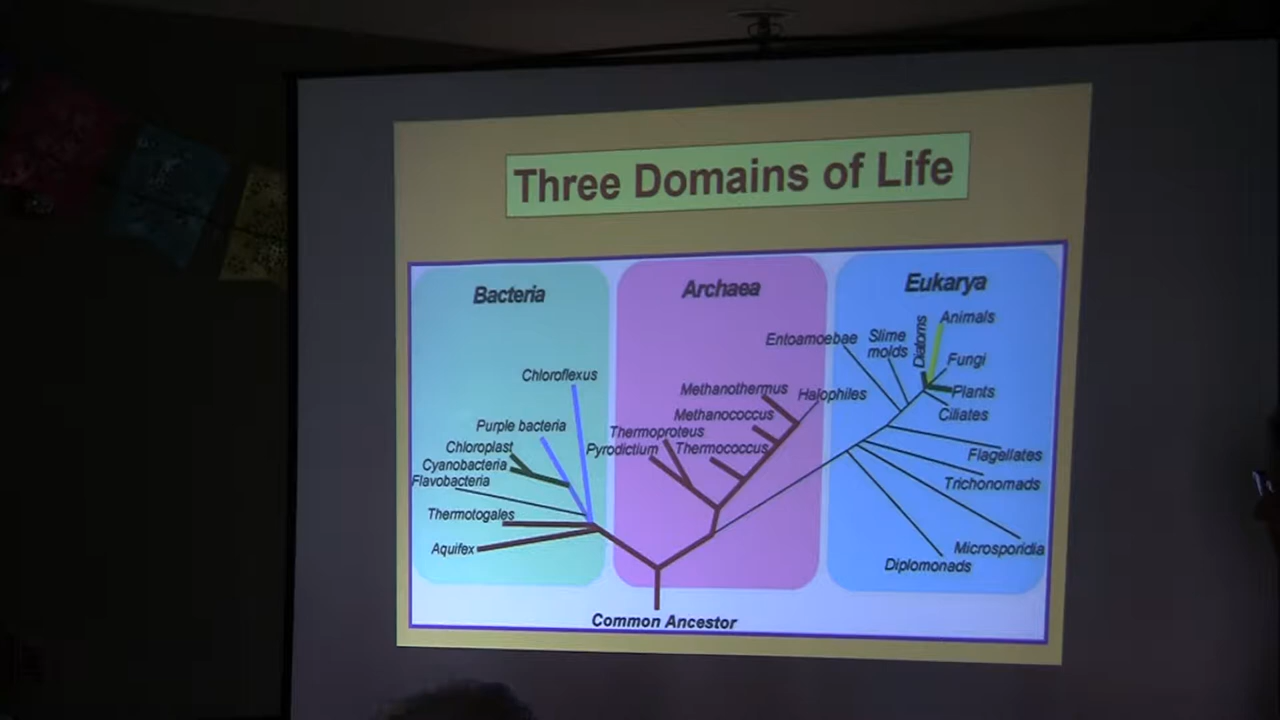 Three Domains of Life
Bacteria
Archaea
Eukarya
Chloroflexus
Purple bacteria
Chloroplast
Cyanobacteria
Flavobacteria
Thermotogales
Aquifex
Methanothermus
Halophiles
Methanococcus
Thermoproteus
Pyrodictium
Thermococcus
Entoamoebae
Slime
molds
Diatoms
Animals
Fungi
Plants
Ciliates
Flagellates
Trichonomads
Microsporidia
Diplomonads
Common Ancestor